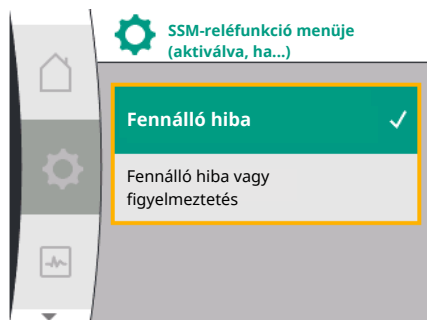 SSM-reléfunkció menüje
(aktiválva, ha...)
Fennálló hiba
Fennálló hiba vagy
figyelmeztetés